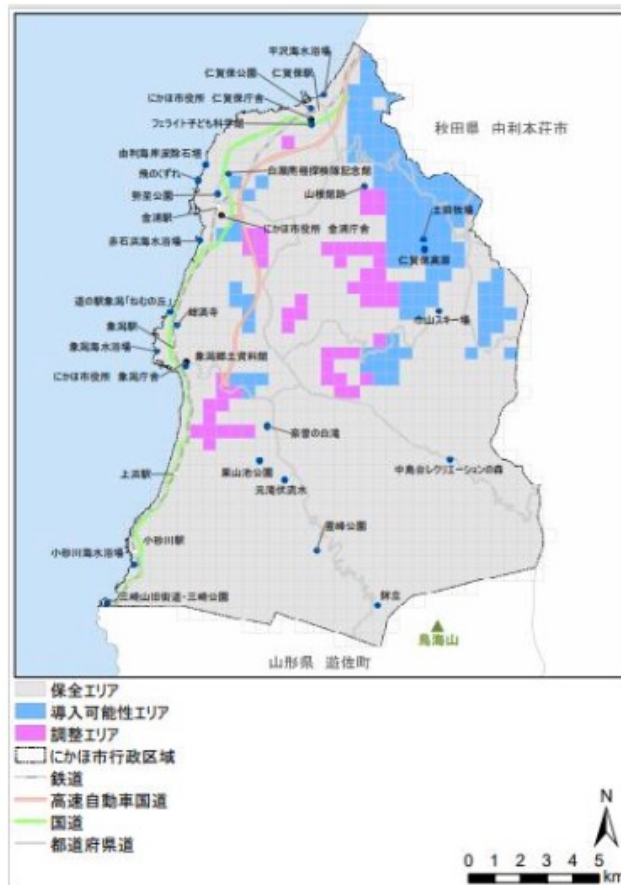 平沢海水浴場
仁賀保公園
仁賀保駅
にかほ市役所 仁賀保庁舎
フェライト子ども科学館
秋田県 由利本荘市
由利海岸波除石垣
飛のくずれ
白瀬南極探検隊記念館
勢至公園
山根館跡
金浦駅
にかほ市役所 金浦庁舎
土田牧場
赤石浜海水浴場
仁賀保高原
道の駅象潟「ねむの丘」
蚶満寺
中山スキー場
象潟駅
象潟海水浴場
象潟郷土資料館
にかほ市役所 象潟庁舎
奈曽の白滝
上浜駅
栗山池公園
中島台レクリエーションの森
元滝伏流水
霊峰公園
小砂川駅
小砂川海水浴場
三崎山旧街道・三崎公園
鉾立
鳥海山
山形県 遊佐町
保全エリア
導入可能性エリア
調整エリア
にかほ市行政区域
鉄道
高速自動車国道
国道
都道府県道
N
0 1 2 3 4 5
km